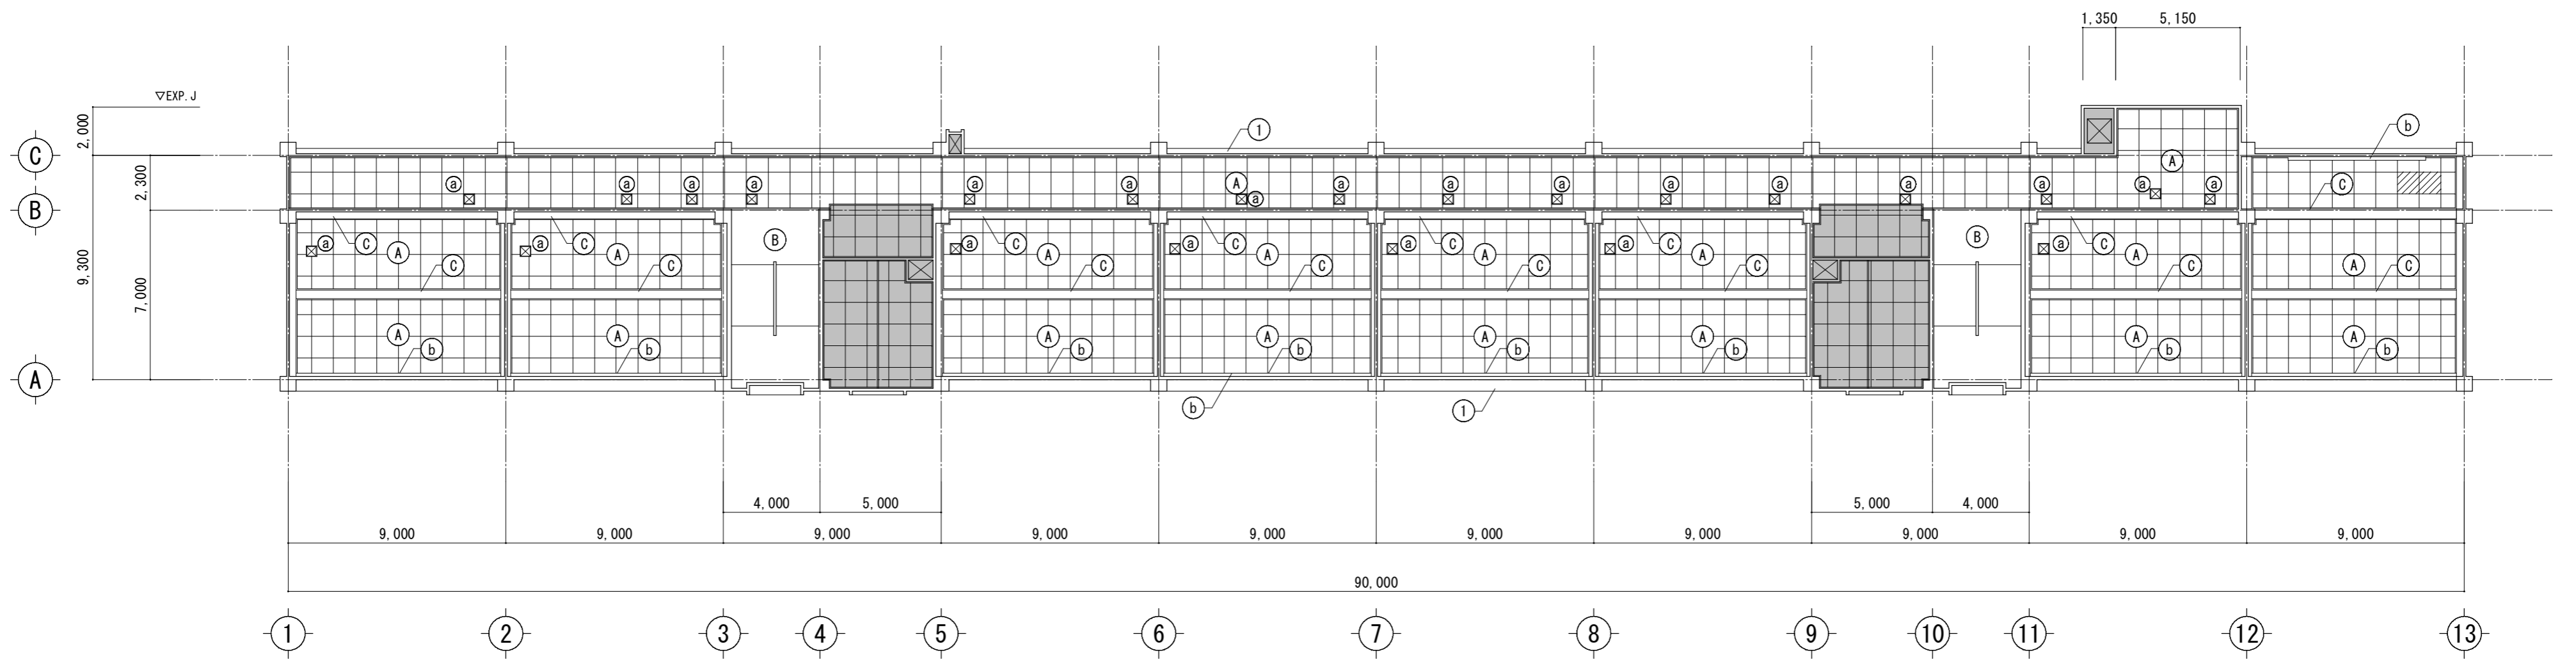 1,350 5,150
▽EXP.J
2,000
1
b
C
2,300
a a a a a a A a a a a a a a a a a C
B
9,300
7,000
a C A a C A B a C A a C A a C A a C A B a C A A
C C C C C C C C
A A A A A A A A
b b b b b b b b
A
b 1
4,000 5,000 5,000 4,000
9,000 9,000 9,000 9,000 9,000 9,000 9,000 9,000 9,000 9,000
90,000
1 2 3 4 5 6 7 8 9 10 11 12 13